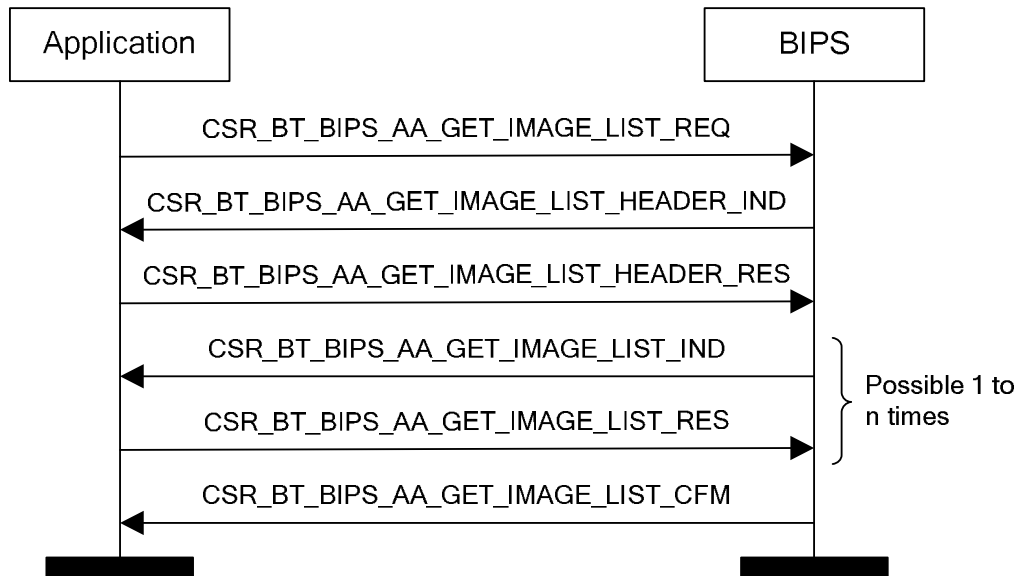 Application
BIPS
CSR_BT_BIPS_AA_GET_IMAGE_LIST_REQ
CSR_BT_BIPS_AA_GET_IMAGE_LIST_HEADER_IND
CSR_BT_BIPS_AA_GET_IMAGE_LIST_HEADER_RES
CSR_BT_BIPS_AA_GET_IMAGE_LIST_IND
Possible 1 to
n times
CSR_BT_BIPS_AA_GET_IMAGE_LIST_RES
CSR_BT_BIPS_AA_GET_IMAGE_LIST_CFM